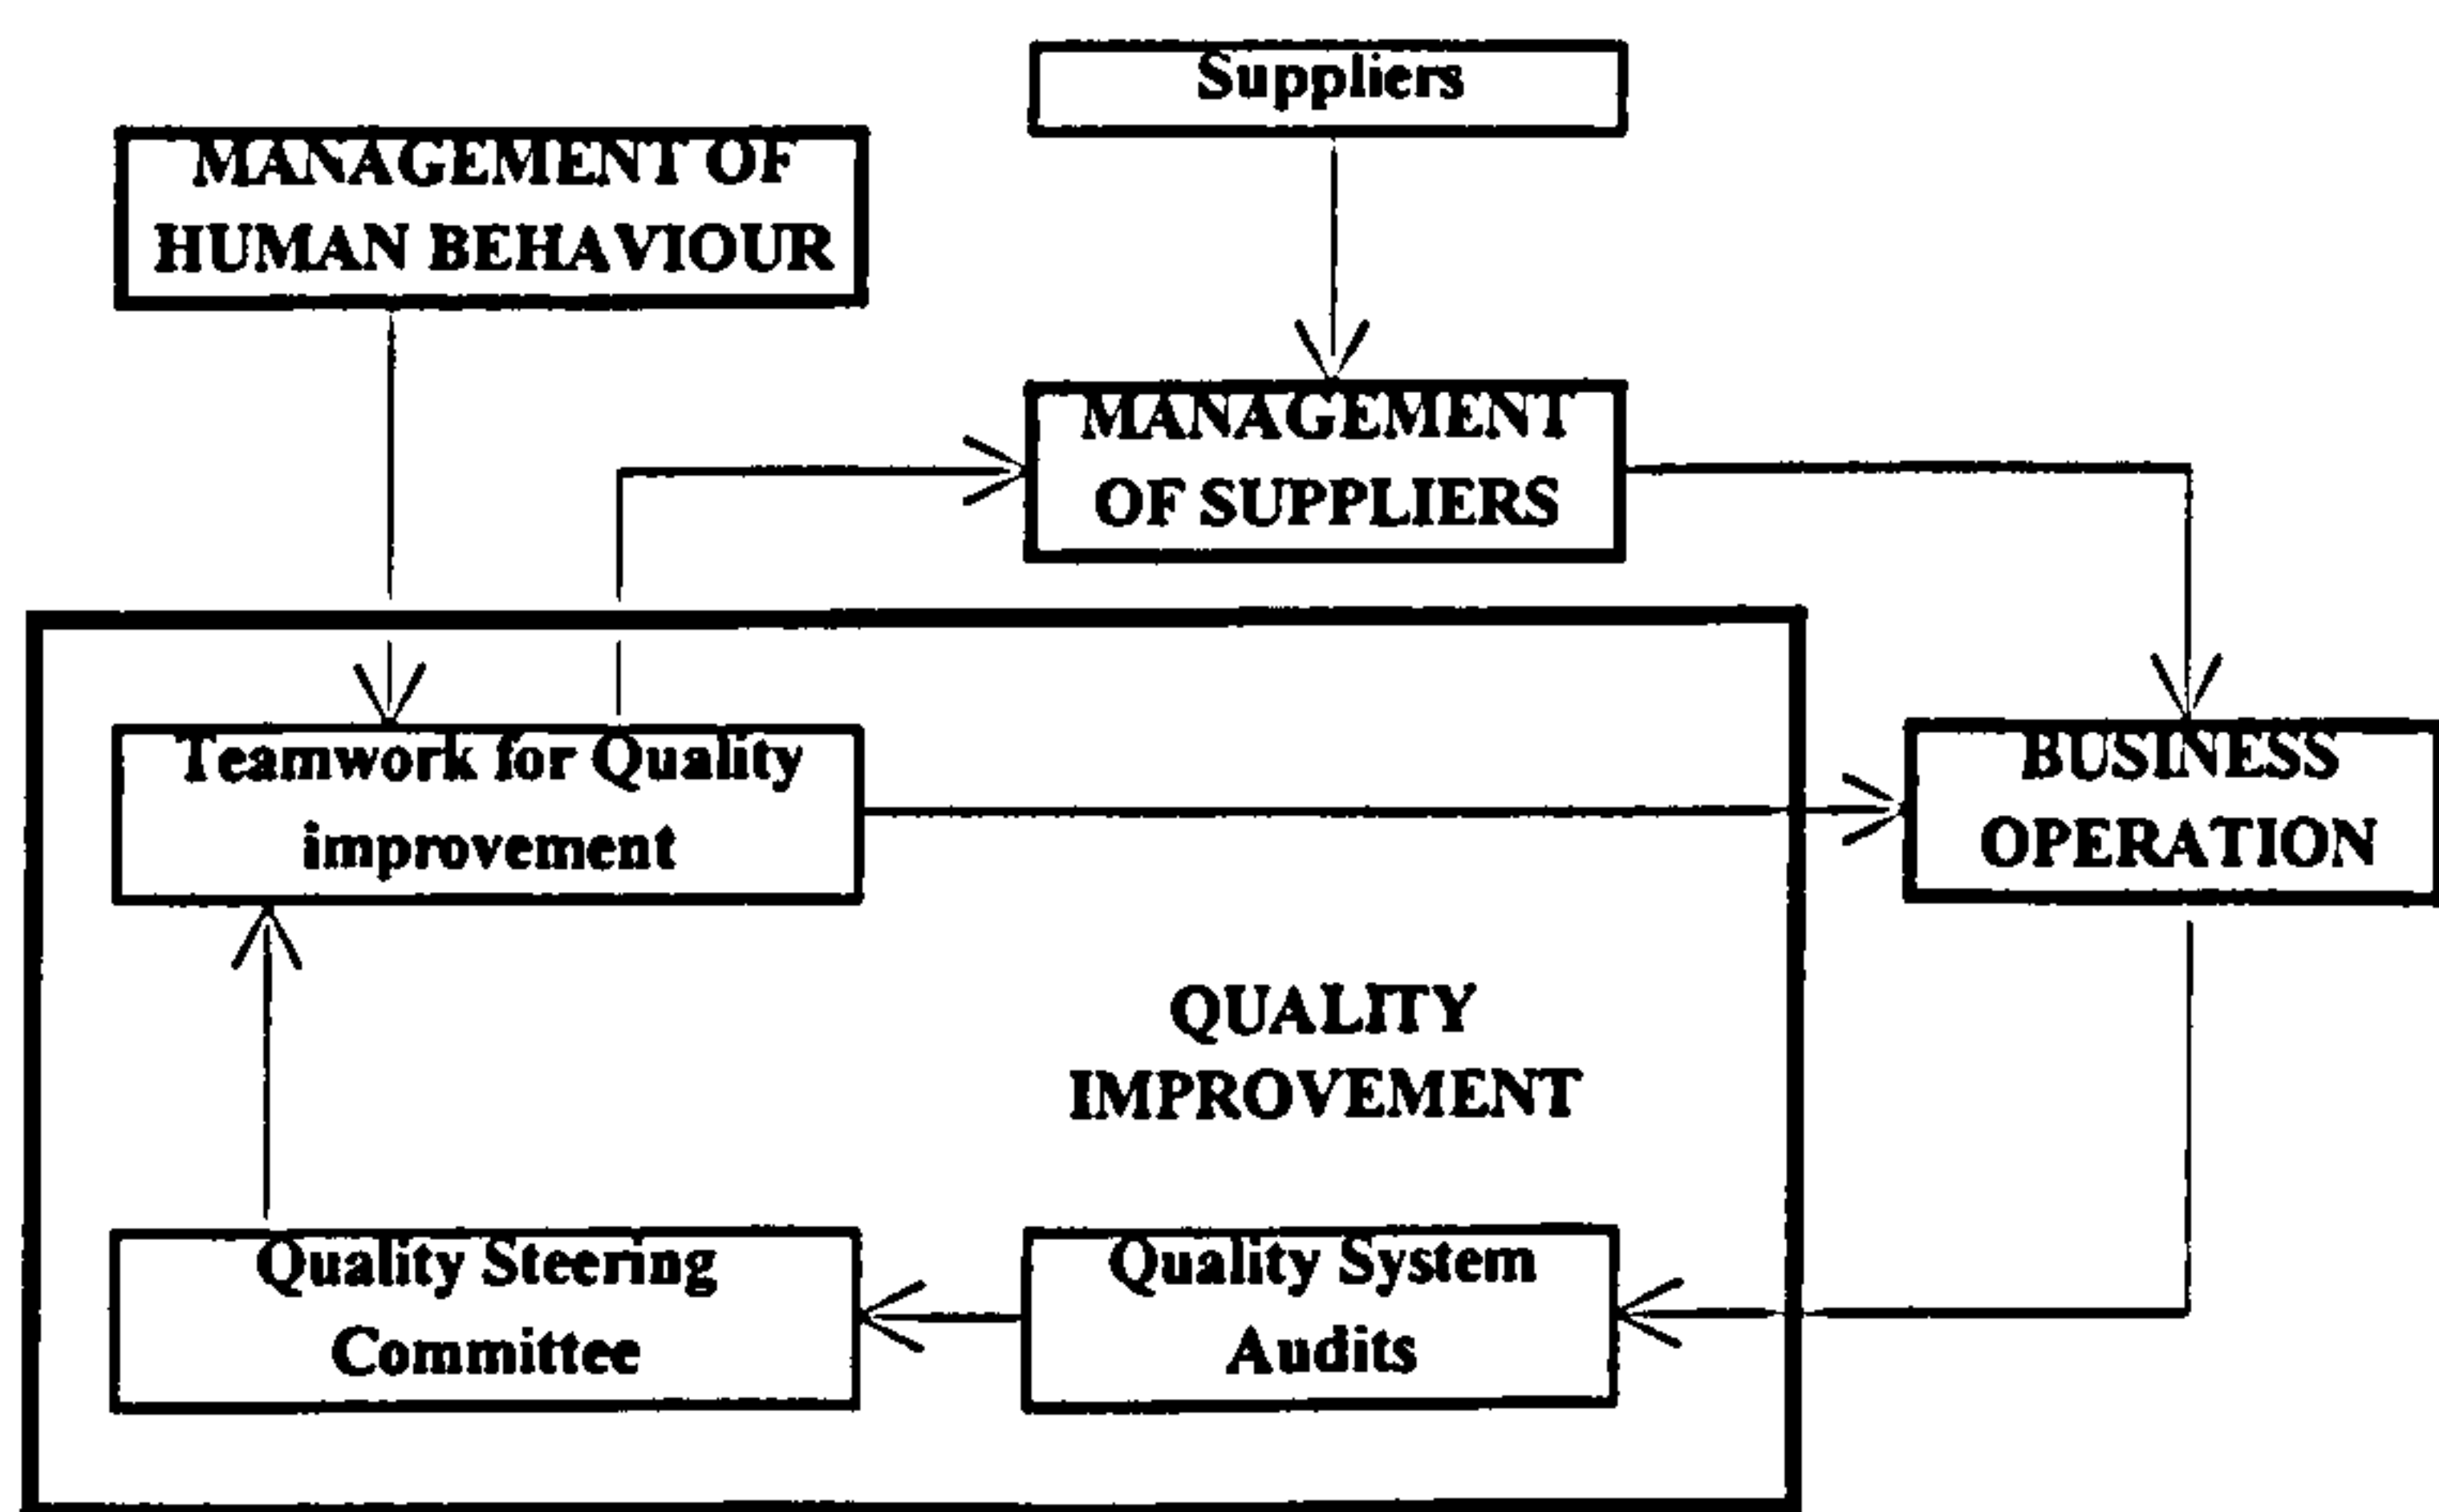 Suppliers
MANAGEMENT OF
HUMAN BEHAVIOUR
MANAGEMENT
OF SUPPLIERS
Teamwork for Quality
improvement
BUSINESS
OPERATION
QUALITY
IMPROVEMENT
Quality Steering
Committee
Quality System
Audits